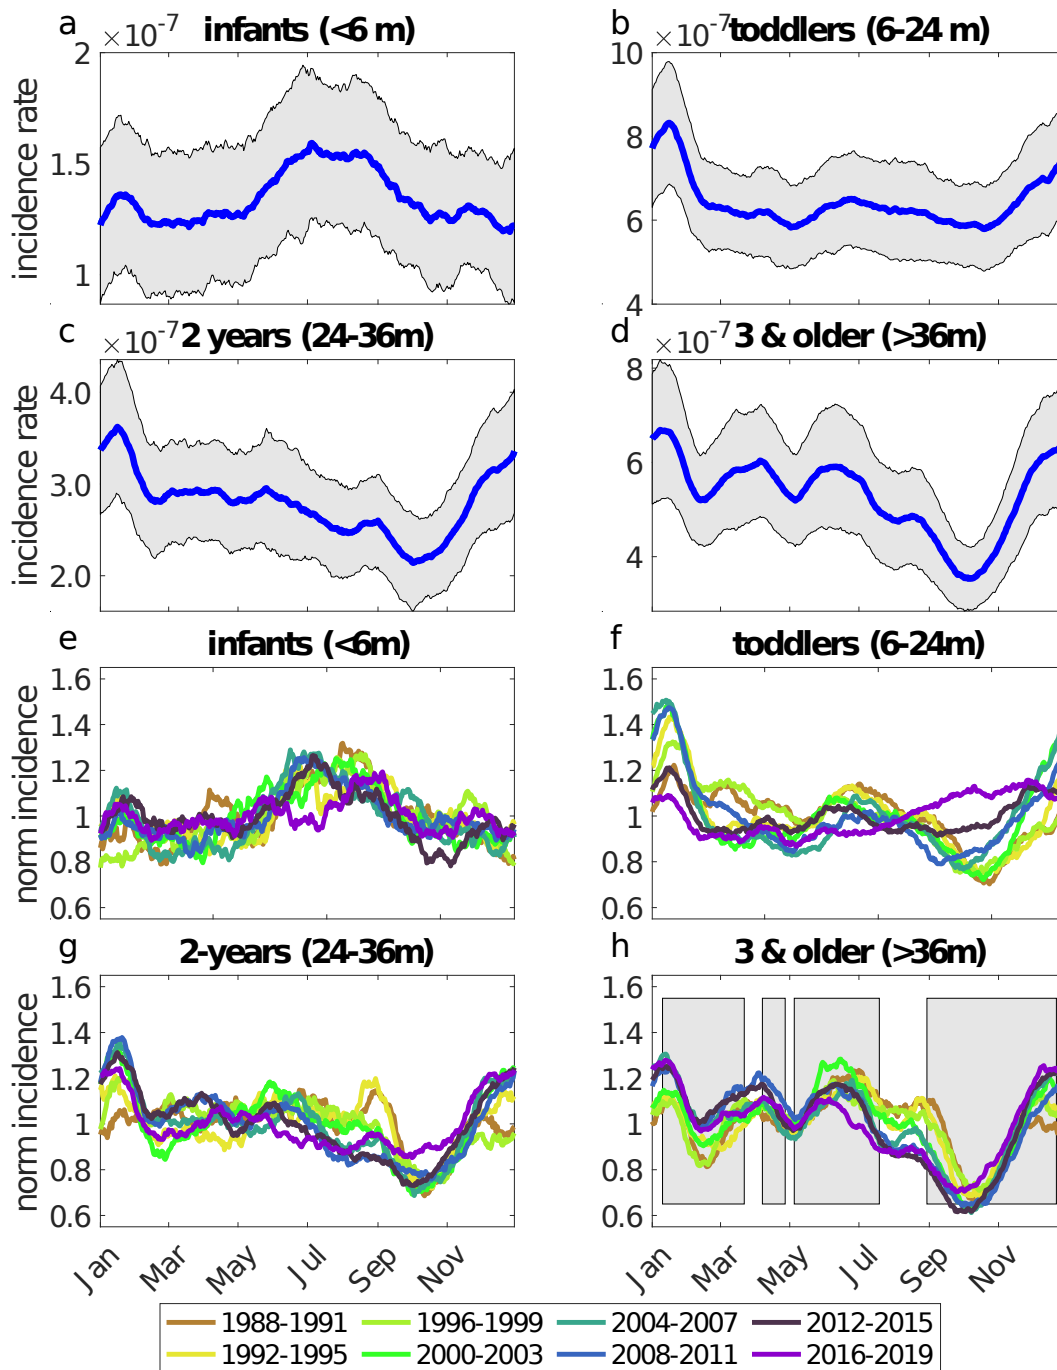 a ×10⁻⁷ infants (<6 m)
b ×10⁻⁷ toddlers (6-24 m)
incidence rate
2
1.5
1
10
8
6
4
c ×10⁻⁷ 2 years (24-36m)
d ×10⁻⁷ 3 & older (>36m)
incidence rate
4.0
3.0
2.0
8
6
4
e infants (<6m)
f toddlers (6-24m)
norm incidence
1.6
1.4
1.2
1
0.8
0.6
1.6
1.4
1.2
1
0.8
0.6
g 2-years (24-36m)
h 3 & older (>36m)
norm incidence
1.6
1.4
1.2
1
0.8
0.6
1.6
1.4
1.2
1
0.8
0.6
Jan Mar May Jul Sep Nov
Jan Mar May Jul Sep Nov
1988-1991 1996-1999 2004-2007 2012-2015
1992-1995 2000-2003 2008-2011 2016-2019